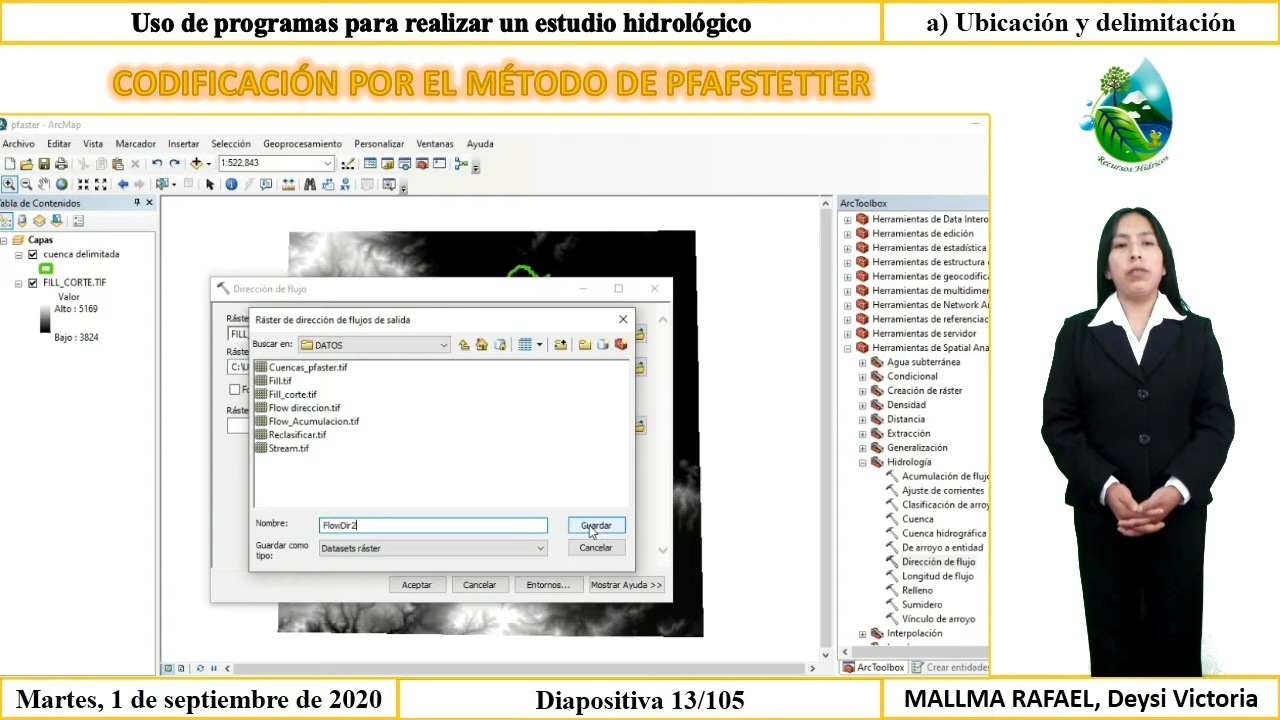 Uso de programas para realizar un estudio hidrológico
a) Ubicación y delimitación
CODIFICACIÓN POR EL MÉTODO DE PFAFSTETTER
Recursos Hídricos
pfaster - ArcMap
Archivo Editar Vista Marcador Insertar Selección Geoprocesamiento Personalizar Ventanas Ayuda
1:522,843
Tabla de Contenidos
Capas
cuenca delimitada
FILL_CORTE.TIF
Valor
Alto : 5169
Bajo : 3824
Dirección de flujo
Ráster de dirección de flujos de salida
Buscar en: DATOS
Cuencas_pfaster.tif
Fill.tif
Fill_corte.tif
Flow direccion.tif
Flow_Acumulacion.tif
Reclasificar.tif
Stream.tif
Nombre: FlowDir2 Guardar
Guardar como tipo: Datasets ráster Cancelar
Aceptar Cancelar Entornos... Mostrar Ayuda >>
ArcToolbox
Herramientas de Data Intero
Herramientas de edición
Herramientas de estadística
Herramientas de estructura
Herramientas de geocodific
Herramientas de multidimen
Herramientas de Network An
Herramientas de referenciac
Herramientas de servidor
Herramientas de Spatial Ana
Agua subterránea
Condicional
Creación de ráster
Densidad
Distancia
Extracción
Generalización
Hidrología
Acumulación de flujo
Ajuste de corrientes
Clasificación de arroy
Cuenca
Cuenca hidrográfica
De arroyo a entidad
Dirección de flujo
Longitud de flujo
Relleno
Sumidero
Vínculo de arroyo
Interpolación
ArcToolbox Crear entidades
Martes, 1 de septiembre de 2020
Diapositiva 13/105
MALLMA RAFAEL, Deysi Victoria